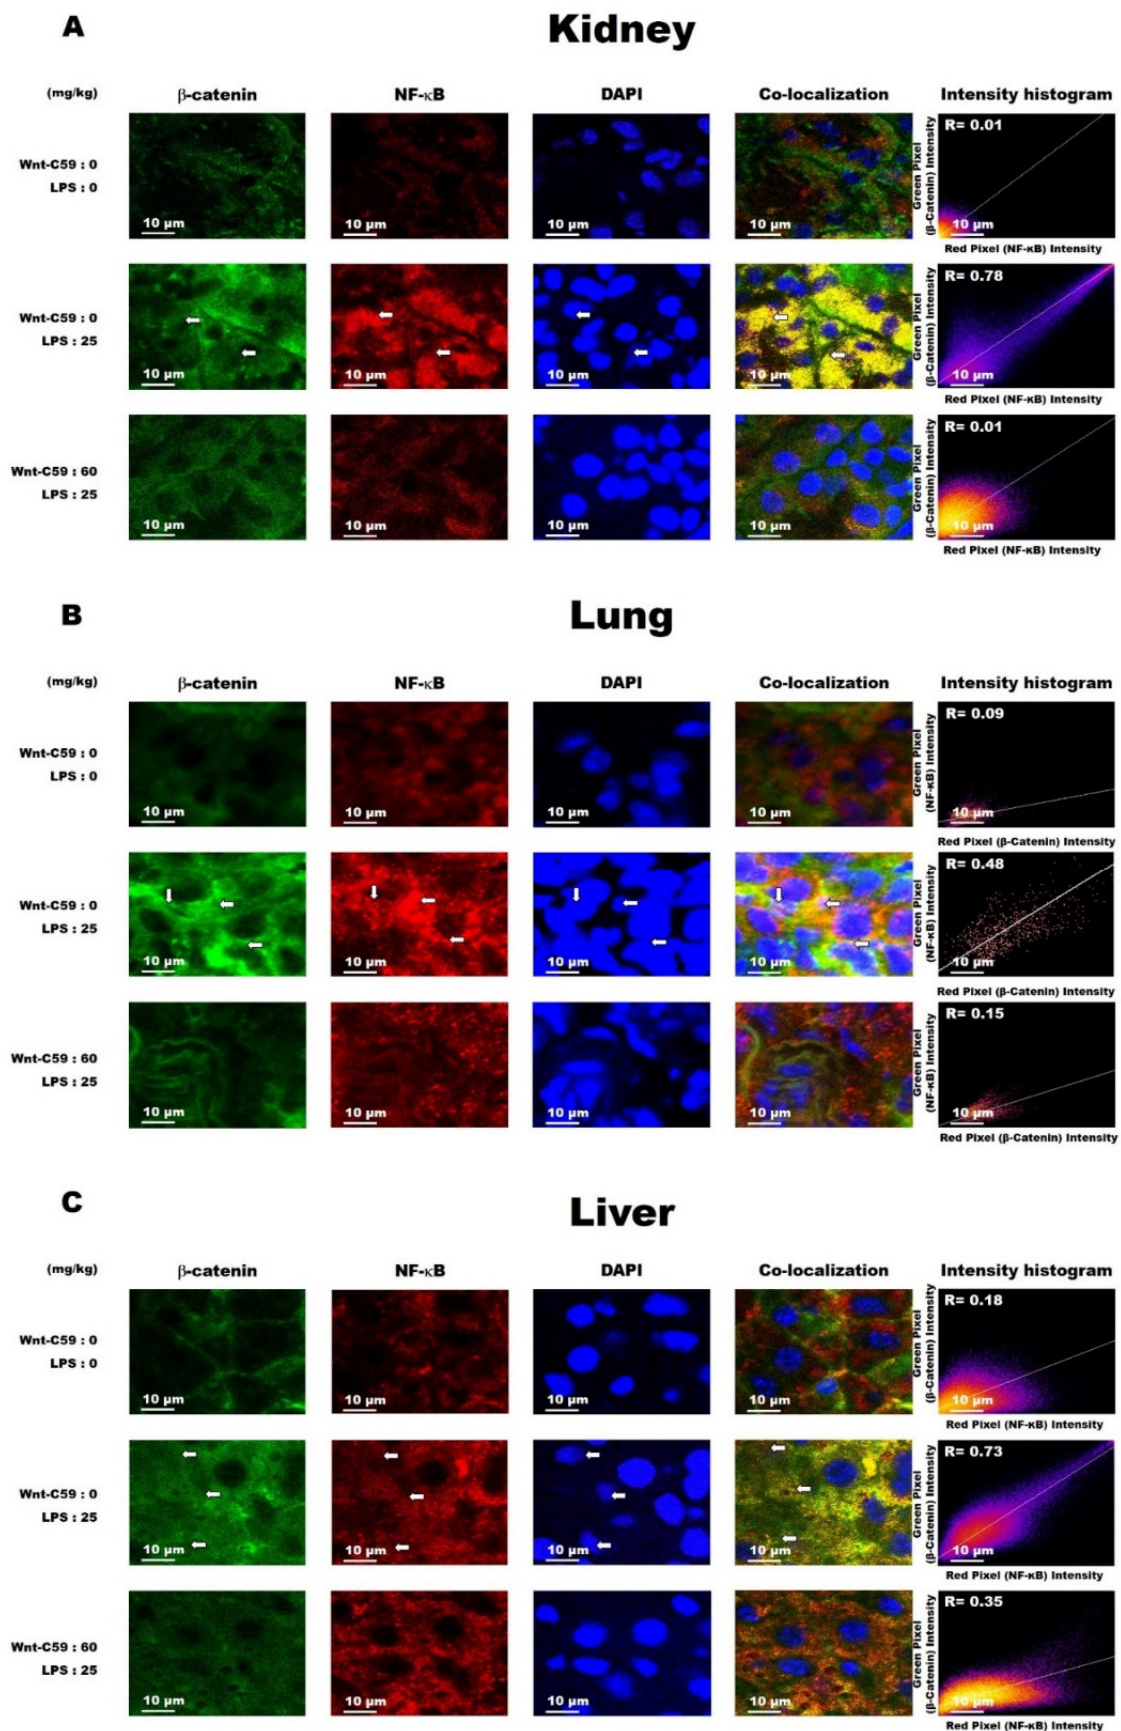 A
Kidney
(mg/kg) β-catenin NF-κB DAPI Co-localization Intensity histogram
Wnt-C59 : 0
LPS : 0
10 µm 10 µm 10 µm 10 µm
Green Pixel
(β-Catenin) Intensity
R= 0.01
10 µm
Red Pixel (NF-κB) Intensity
Wnt-C59 : 0
LPS : 25
10 µm 10 µm 10 µm 10 µm
Green Pixel
(β-Catenin) Intensity
R= 0.78
10 µm
Red Pixel (NF-κB) Intensity
Wnt-C59 : 60
LPS : 25
10 µm 10 µm 10 µm 10 µm
Green Pixel
(β-Catenin) Intensity
R= 0.01
10 µm
Red Pixel (NF-κB) Intensity
B
Lung
(mg/kg) β-catenin NF-κB DAPI Co-localization Intensity histogram
Wnt-C59 : 0
LPS : 0
10 µm 10 µm 10 µm 10 µm
Green Pixel
(NF-κB) Intensity
R= 0.09
10 µm
Red Pixel (β-Catenin) Intensity
Wnt-C59 : 0
LPS : 25
10 µm 10 µm 10 µm 10 µm
Green Pixel
(NF-κB) Intensity
R= 0.48
10 µm
Red Pixel (β-Catenin) Intensity
Wnt-C59 : 60
LPS : 25
10 µm 10 µm 10 µm 10 µm
Green Pixel
(NF-κB) Intensity
R= 0.15
10 µm
Red Pixel (β-Catenin) Intensity
C
Liver
(mg/kg) β-catenin NF-κB DAPI Co-localization Intensity histogram
Wnt-C59 : 0
LPS : 0
10 µm 10 µm 10 µm 10 µm
Green Pixel
(β-Catenin) Intensity
R= 0.18
10 µm
Red Pixel (NF-κB) Intensity
Wnt-C59 : 0
LPS : 25
10 µm 10 µm 10 µm 10 µm
Green Pixel
(β-Catenin) Intensity
R= 0.73
10 µm
Red Pixel (NF-κB) Intensity
Wnt-C59 : 60
LPS : 25
10 µm 10 µm 10 µm 10 µm
Green Pixel
(β-Catenin) Intensity
R= 0.35
10 µm
Red Pixel (NF-κB) Intensity